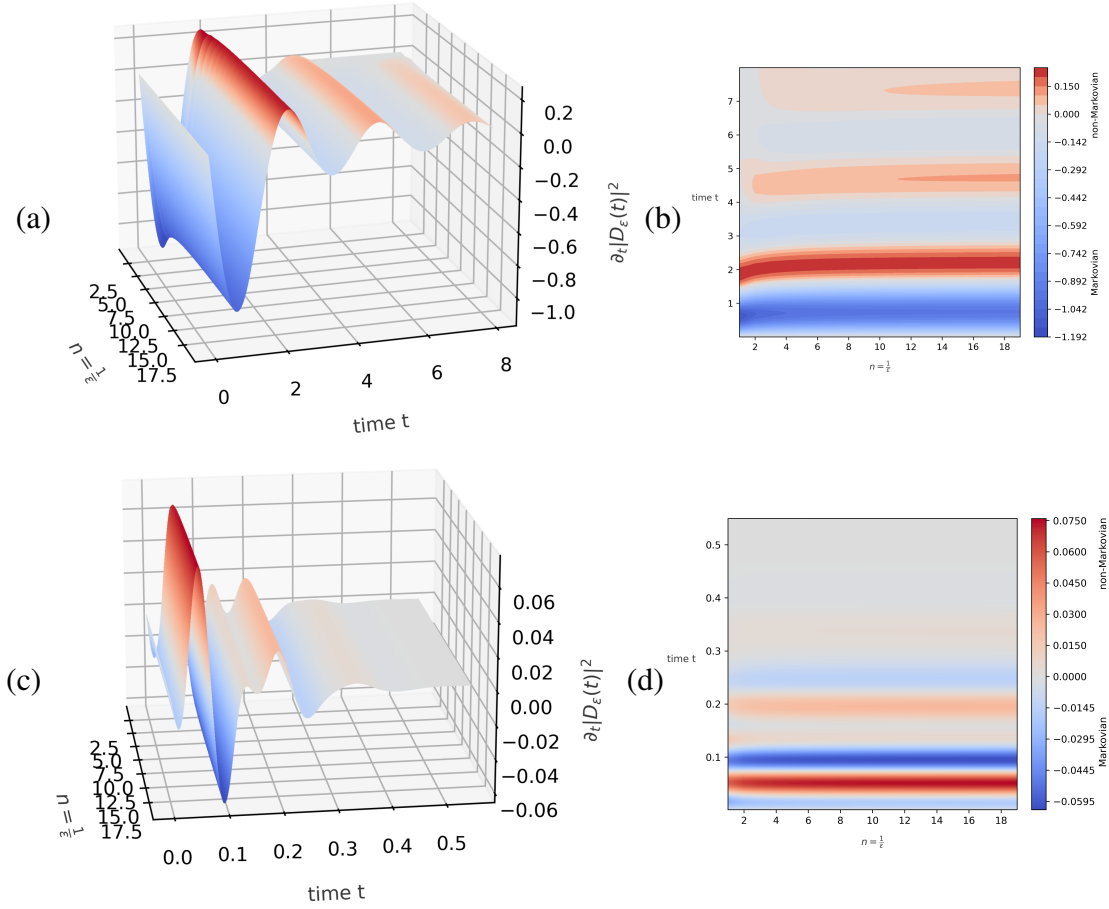 (a)
0.2
0.0
−0.2
−0.4
−0.6
−0.8
−1.0
∂ₜ|D_ε(t)|²
2.5
5.0
7.5
10.0
12.5
15.0
17.5
n = 1/ε
0 2 4 6 8
time t
(b)
time t
7
6
5
4
3
2
1
2 4 6 8 10 12 14 16 18
n = 1/ε
0.150
0.000
−0.142
−0.292
−0.442
−0.592
−0.742
−0.892
−1.042
−1.192
non-Markovian
Markovian
(c)
0.06
0.04
0.02
0.00
−0.02
−0.04
−0.06
∂ₜ|D_ε(t)|²
2.5
5.0
7.5
10.0
12.5
15.0
17.5
n = 1/ε
0.0 0.1 0.2 0.3 0.4 0.5
time t
(d)
time t
0.5
0.4
0.3
0.2
0.1
2 4 6 8 10 12 14 16 18
n = 1/ε
0.0750
0.0600
0.0450
0.0300
0.0150
0.0000
−0.0145
−0.0295
−0.0445
−0.0595
non-Markovian
Markovian